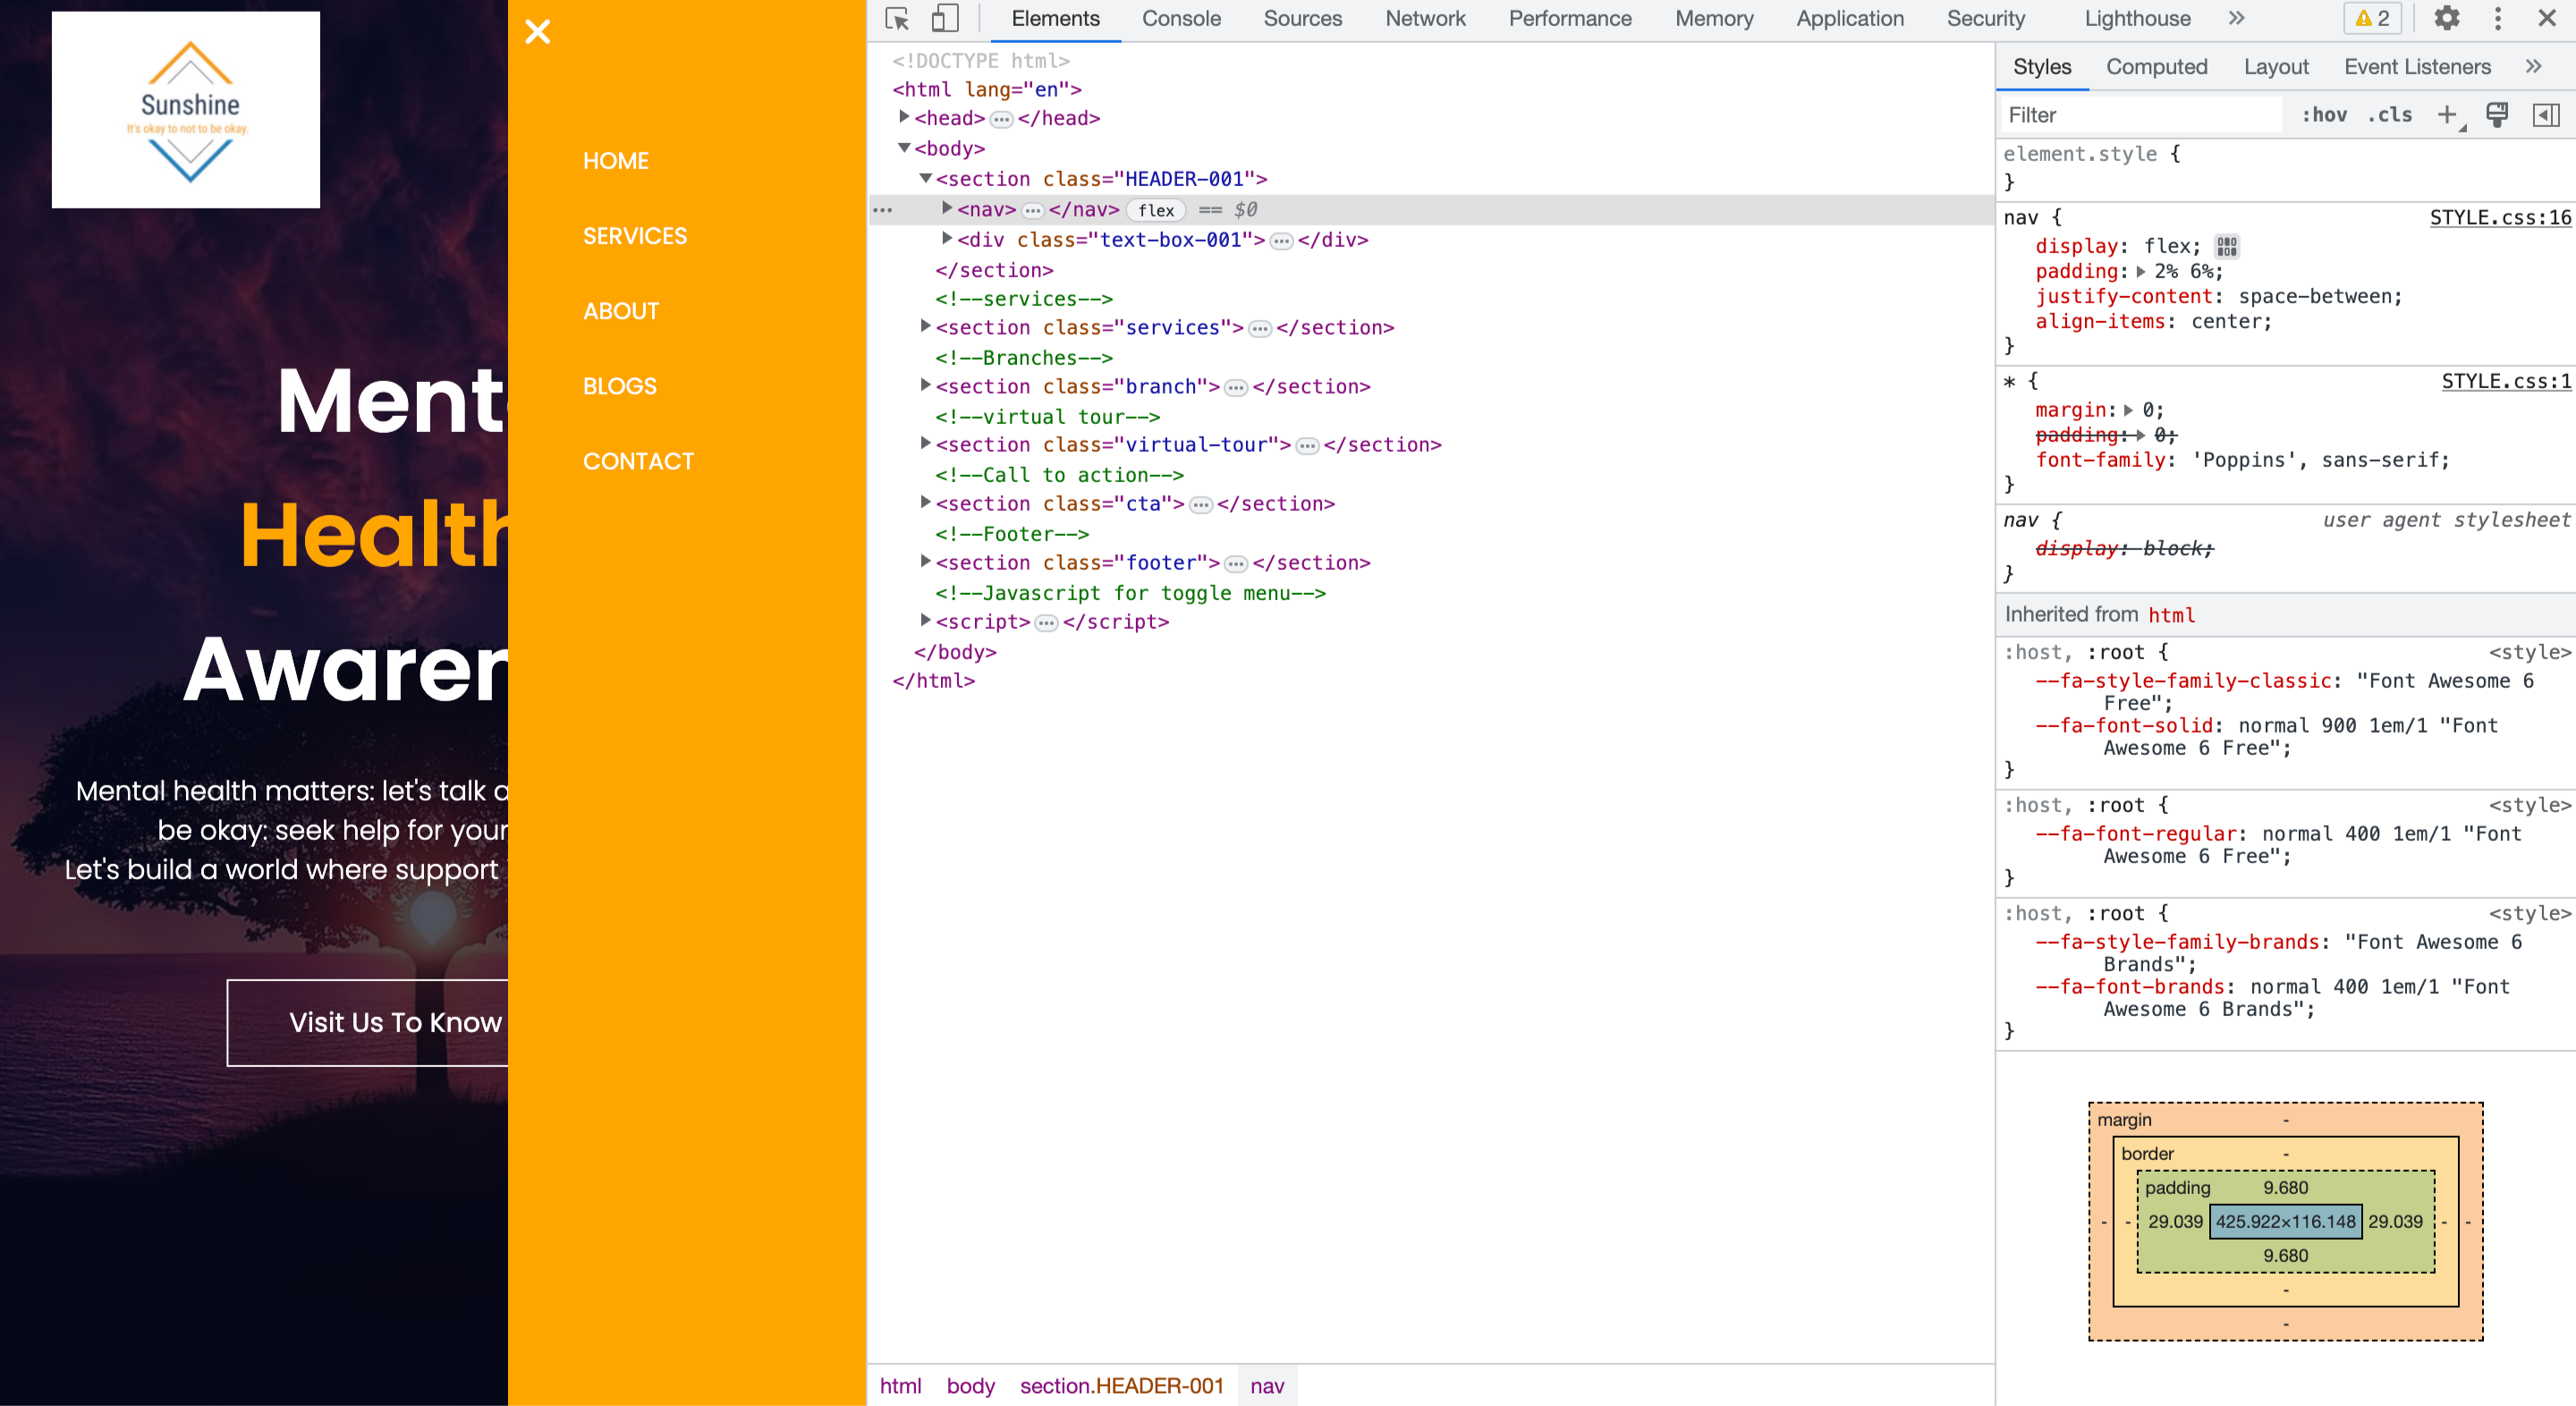 Sunshine
It's okay to not to be okay.
HOME
SERVICES
ABOUT
BLOGS
CONTACT
Ment
Health
Awarer
Mental health matters: let's talk
be okay: seek help for your
Let's build a world where support
Visit Us To Know
Elements Console Sources Network Performance Memory Application Security Lighthouse » 2
<!DOCTYPE html>
<html lang="en">
<head> … </head>
<body>
<section class="HEADER-001">
… <nav> … </nav> flex == $0
<div class="text-box-001"> … </div>
</section>
<!--services-->
<section class="services"> … </section>
<!--Branches-->
<section class="branch"> … </section>
<!--virtual tour-->
<section class="virtual-tour"> … </section>
<!--Call to action-->
<section class="cta"> … </section>
<!--Footer-->
<section class="footer"> … </section>
<!--Javascript for toggle menu-->
<script> … </script>
</body>
</html>
html body section.HEADER-001 nav
Styles Computed Layout Event Listeners »
Filter :hov .cls +
element.style {
}
nav { STYLE.css:16
display: flex;
padding: 2% 6%;
justify-content: space-between;
align-items: center;
}
* { STYLE.css:1
margin: 0;
padding: 0;
font-family: 'Poppins', sans-serif;
}
nav { user agent stylesheet
display: block;
}
Inherited from html
:host, :root { <style>
--fa-style-family-classic: "Font Awesome 6
Free";
--fa-font-solid: normal 900 1em/1 "Font
Awesome 6 Free";
}
:host, :root { <style>
--fa-font-regular: normal 400 1em/1 "Font
Awesome 6 Free";
}
:host, :root { <style>
--fa-style-family-brands: "Font Awesome 6
Brands";
--fa-font-brands: normal 400 1em/1 "Font
Awesome 6 Brands";
}
margin -
border -
padding 9.680
- - 29.039 425.922×116.148 29.039 - -
9.680
-
-